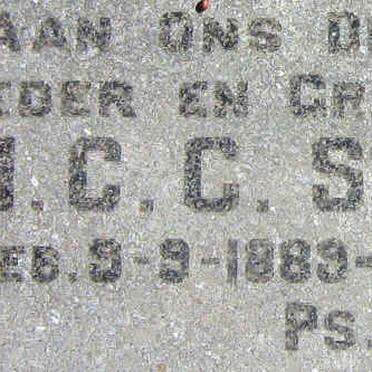 AAN ONS D
EDER EN GR
. C. C. S
EB. 9-9-1889-
PS.